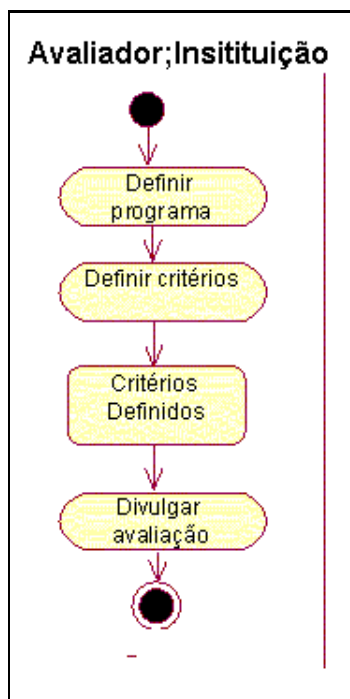 Avaliador;Insitituição
Definir
programa
Definir critérios
Critérios
Definidos
Divulgar
avaliação